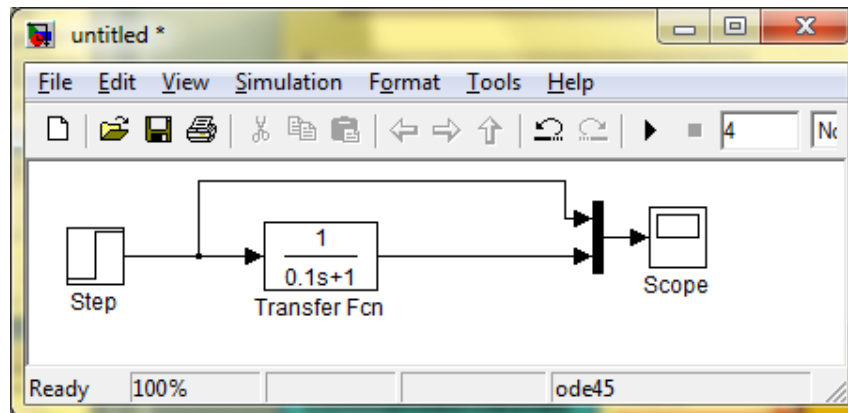 untitled *
File Edit View Simulation Format Tools Help
4
Step
1
0.1s+1
Transfer Fcn
Scope
Ready 100% ode45